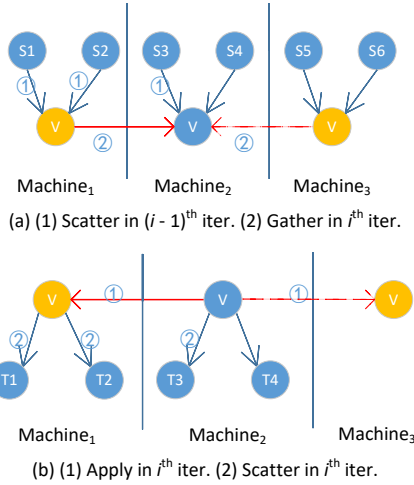 S1 S2 S3 S4 S5 S6
① ① ①
V V V
② ②
Machine1 Machine2 Machine3
(a) (1) Scatter in (i - 1)th iter. (2) Gather in ith iter.
V ① V ① V
② ② ②
T1 T2 T3 T4
Machine1 Machine2 Machine3
(b) (1) Apply in ith iter. (2) Scatter in ith iter.